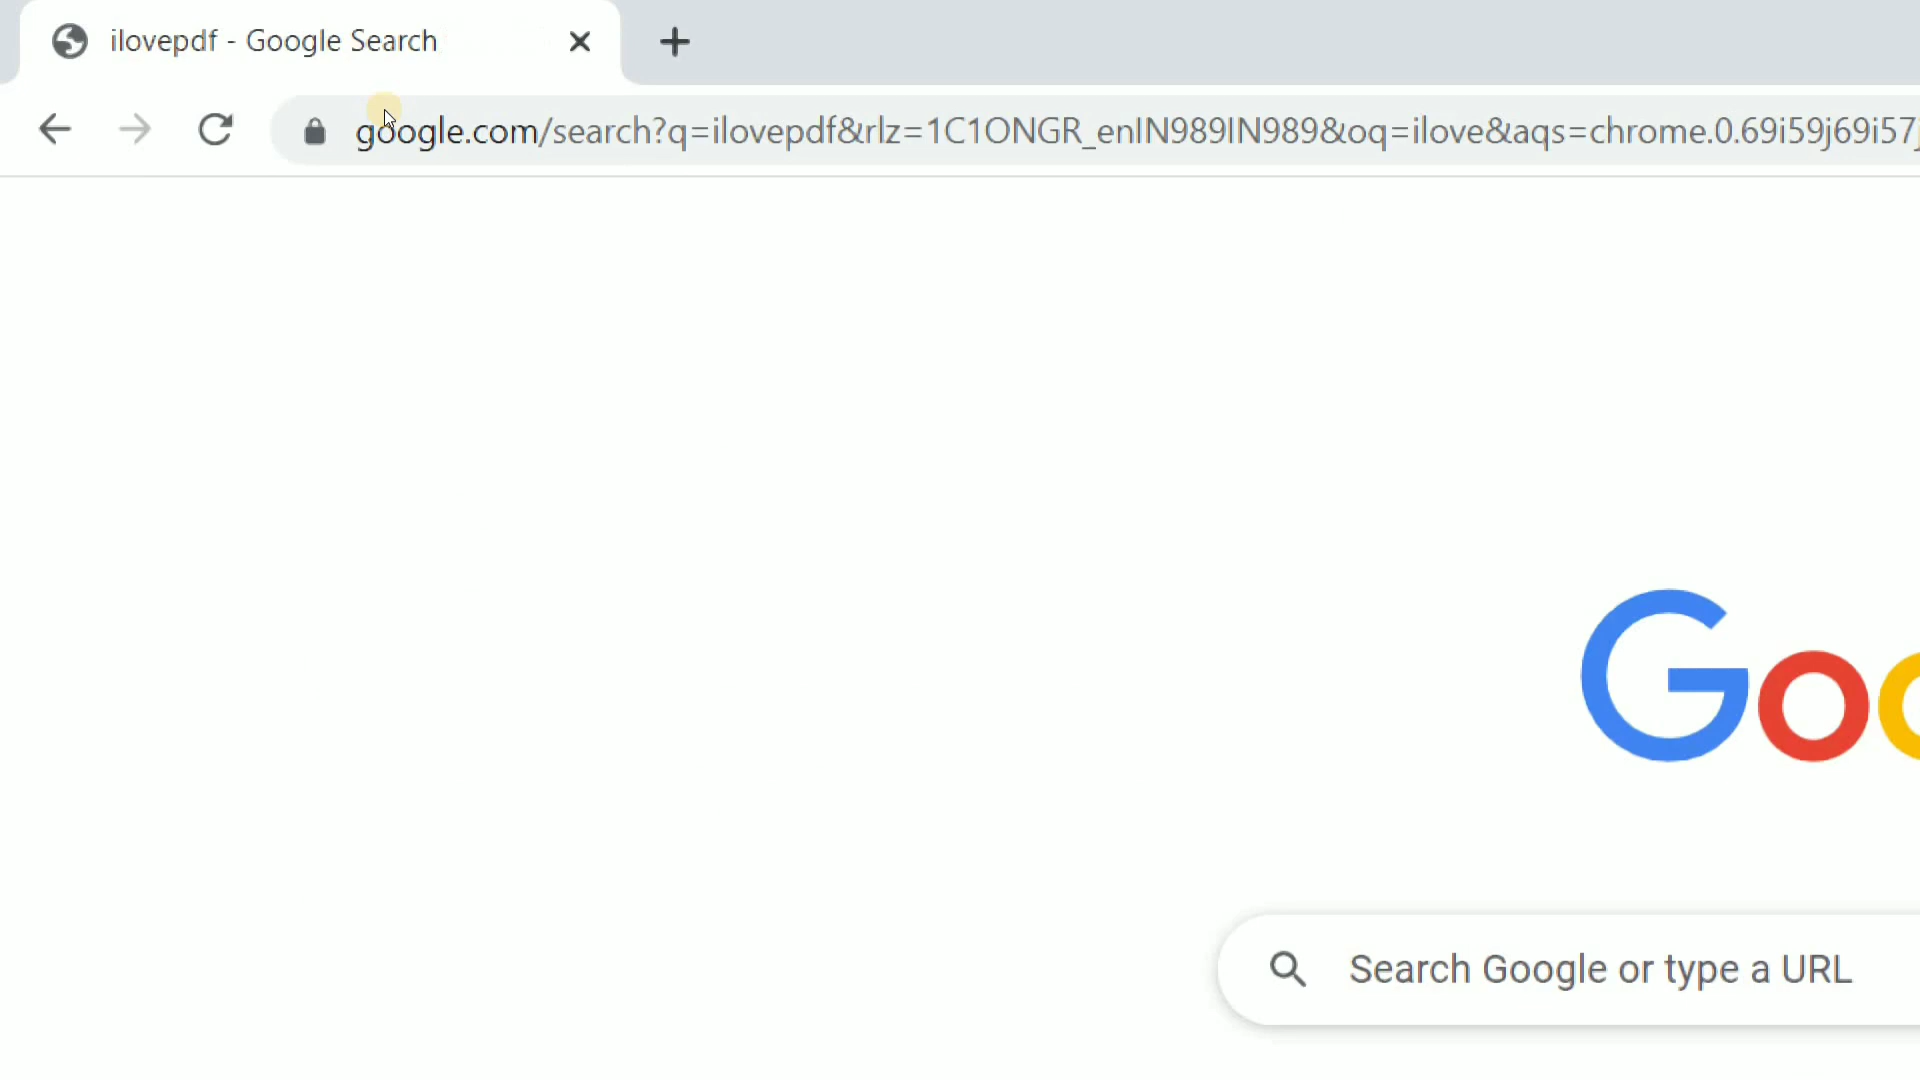 ilovepdf - Google Search
google.com/search?q=ilovepdf&rlz=1C1ONGR_enIN989IN989&oq=ilove&aqs=chrome.0.69i59j69i57j
Goo
Search Google or type a URL